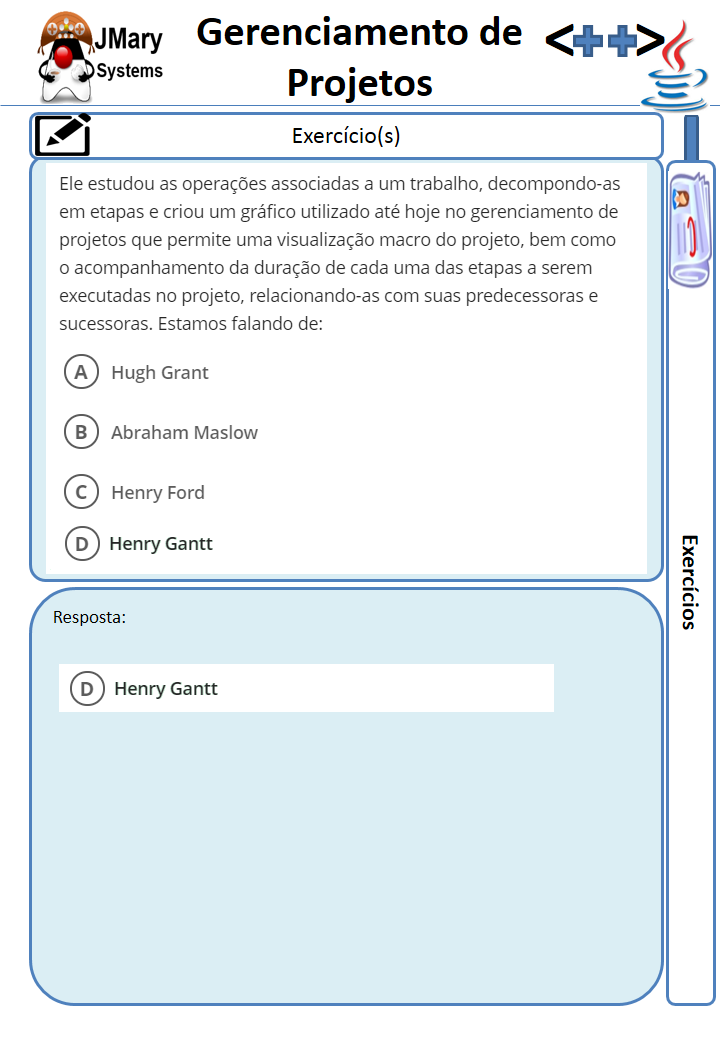 JMary
Systems
Gerenciamento de
Projetos
<++>
Exercício(s)
Ele estudou as operações associadas a um trabalho, decompondo-as
em etapas e criou um gráfico utilizado até hoje no gerenciamento de
projetos que permite uma visualização macro do projeto, bem como
o acompanhamento da duração de cada uma das etapas a serem
executadas no projeto, relacionando-as com suas predecessoras e
sucessoras. Estamos falando de:
A Hugh Grant
B Abraham Maslow
C Henry Ford
D Henry Gantt
Exercícios
Resposta:
D Henry Gantt